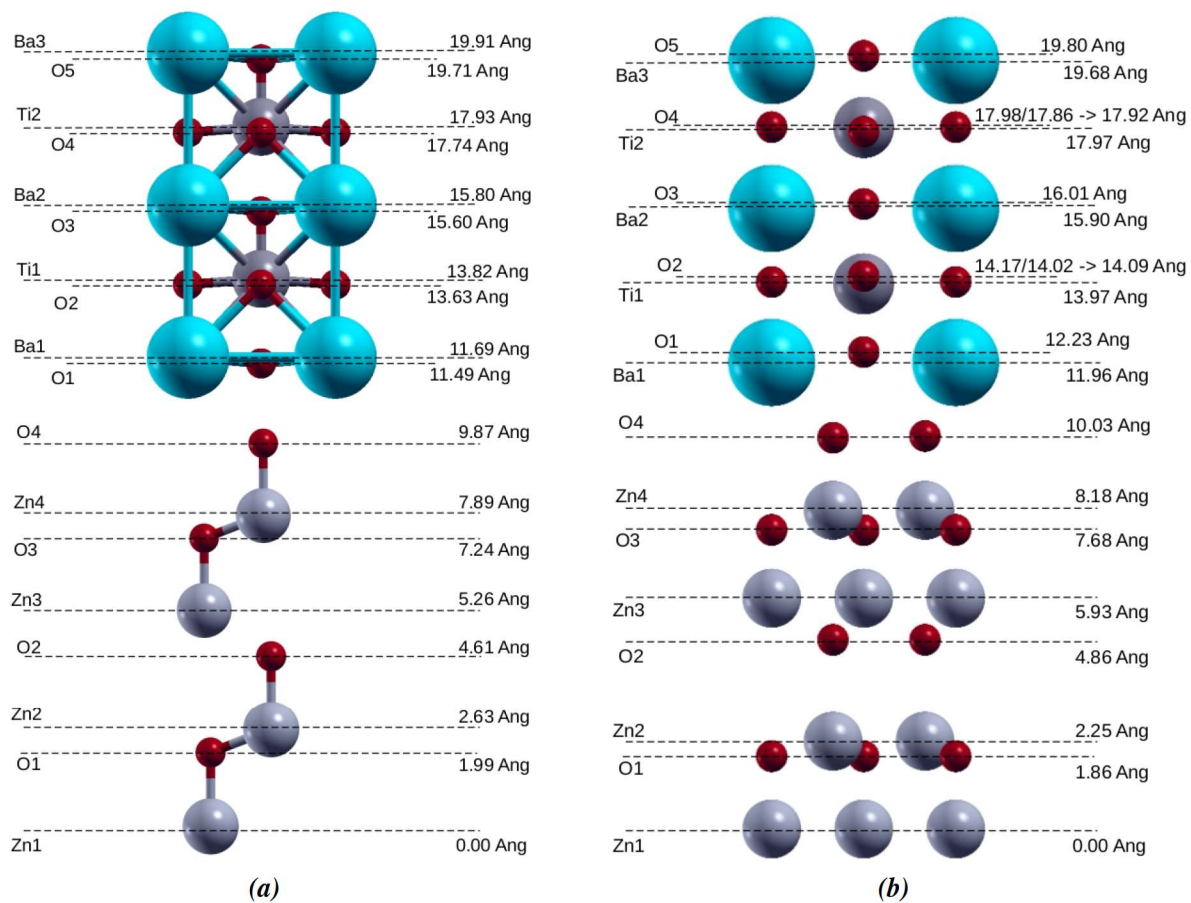 Ba3 19.91 Ang
O5 19.71 Ang
Ti2 17.93 Ang
O4 17.74 Ang
Ba2 15.80 Ang
O3 15.60 Ang
Ti1 13.82 Ang
O2 13.63 Ang
Ba1 11.69 Ang
O1 11.49 Ang
O4 9.87 Ang
Zn4 7.89 Ang
O3 7.24 Ang
Zn3 5.26 Ang
O2 4.61 Ang
Zn2 2.63 Ang
O1 1.99 Ang
Zn1 0.00 Ang
(a)
O5 19.80 Ang
Ba3 19.68 Ang
O4 17.98/17.86 -> 17.92 Ang
Ti2 17.97 Ang
O3 16.01 Ang
Ba2 15.90 Ang
O2 14.17/14.02 -> 14.09 Ang
Ti1 13.97 Ang
O1 12.23 Ang
Ba1 11.96 Ang
O4 10.03 Ang
Zn4 8.18 Ang
O3 7.68 Ang
Zn3 5.93 Ang
O2 4.86 Ang
Zn2 2.25 Ang
O1 1.86 Ang
Zn1 0.00 Ang
(b)